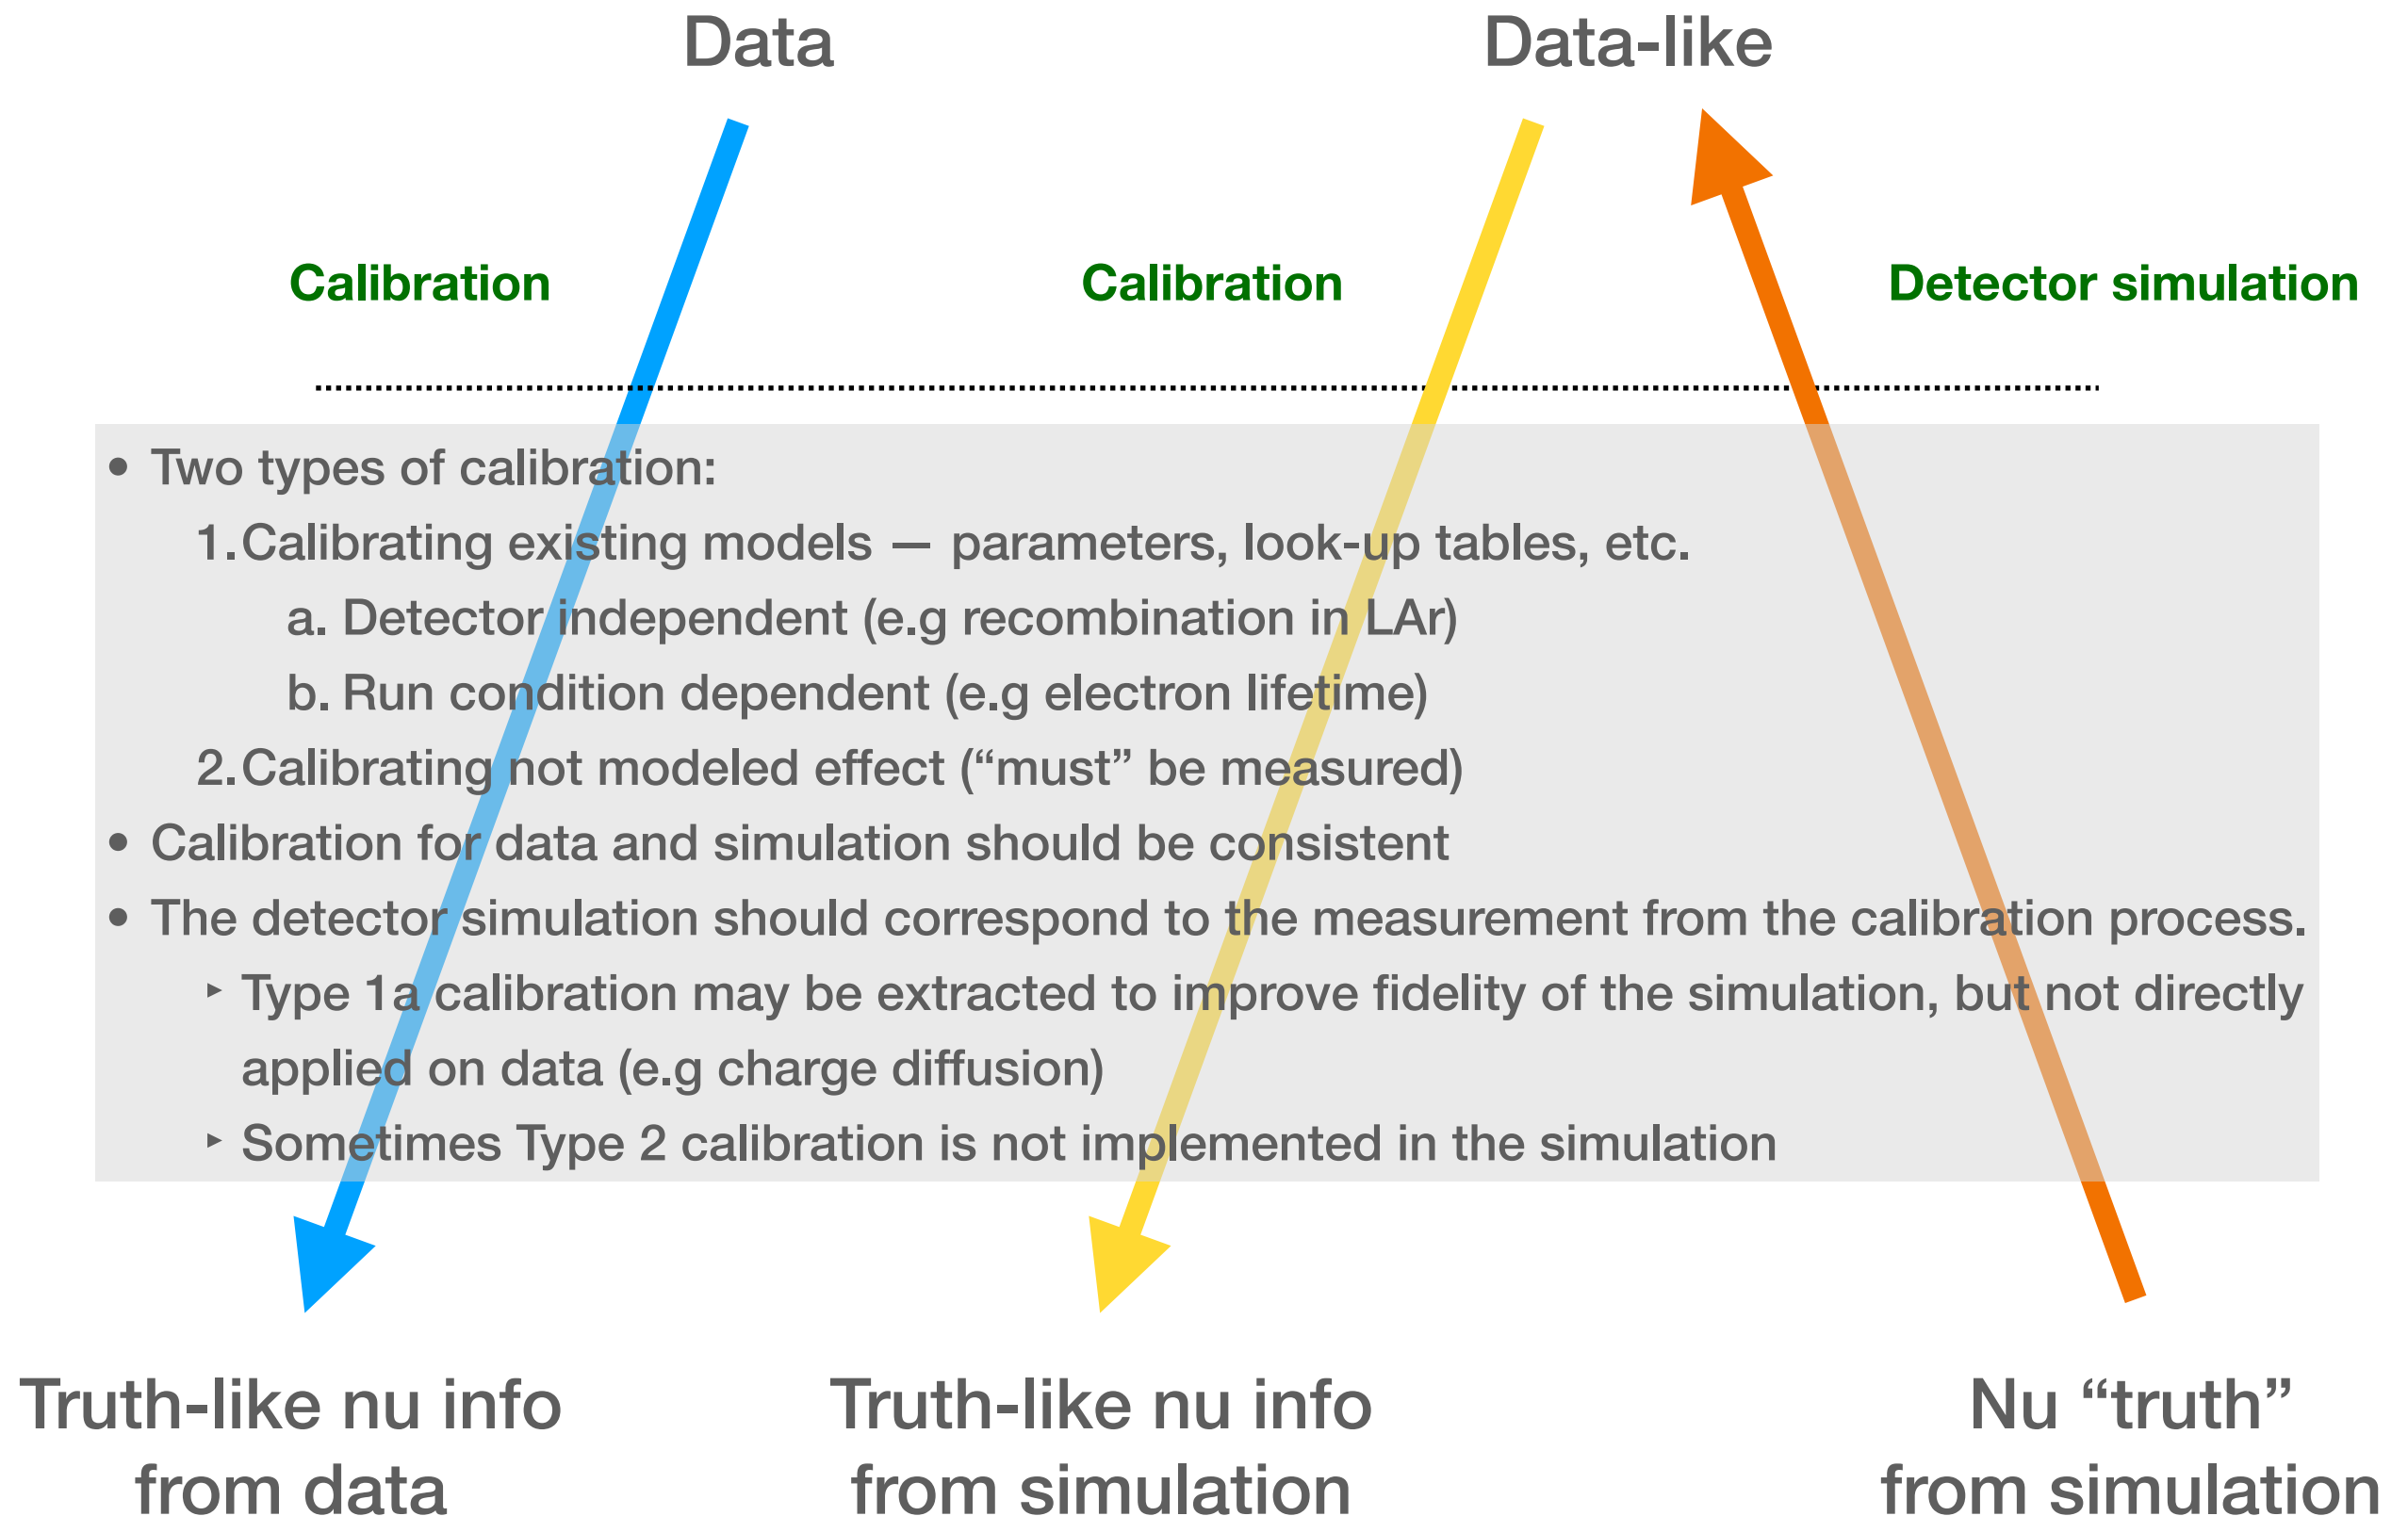 Data
Data-like
Calibration
Calibration
Detector simulation
• Two types of calibration:
1.Calibrating existing models — parameters, look-up tables, etc.
a. Detector independent (e.g recombination in LAr)
b. Run condition dependent (e.g electron lifetime)
2.Calibrating not modeled effect (“must” be measured)
• Calibration for data and simulation should be consistent
• The detector simulation should correspond to the measurement from the calibration process.
‣ Type 1a calibration may be extracted to improve fidelity of the simulation, but not directly
applied on data (e.g charge diffusion)
‣ Sometimes Type 2 calibration is not implemented in the simulation
Truth-like nu info
from data
Truth-like nu info
from simulation
Nu “truth”
from simulation